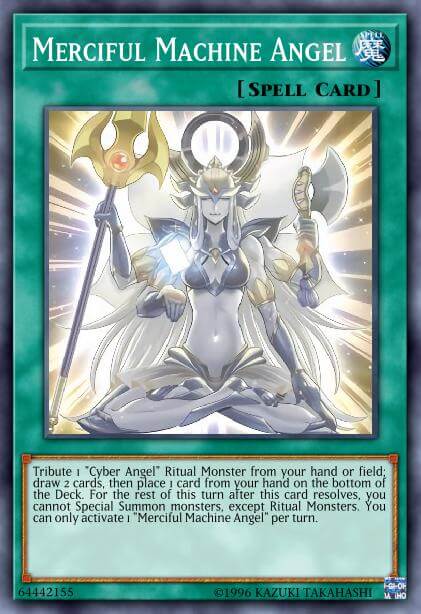 Merciful Machine Angel
SPELL
魔
[Spell Card]
Tribute 1 "Cyber Angel" Ritual Monster from your hand or field;
draw 2 cards, then place 1 card from your hand on the bottom of
the Deck. For the rest of this turn after this card resolves, you
cannot Special Summon monsters, except Ritual Monsters. You
can only activate 1 "Merciful Machine Angel" per turn.
64442155
©1996 KAZUKI TAKAHASHI